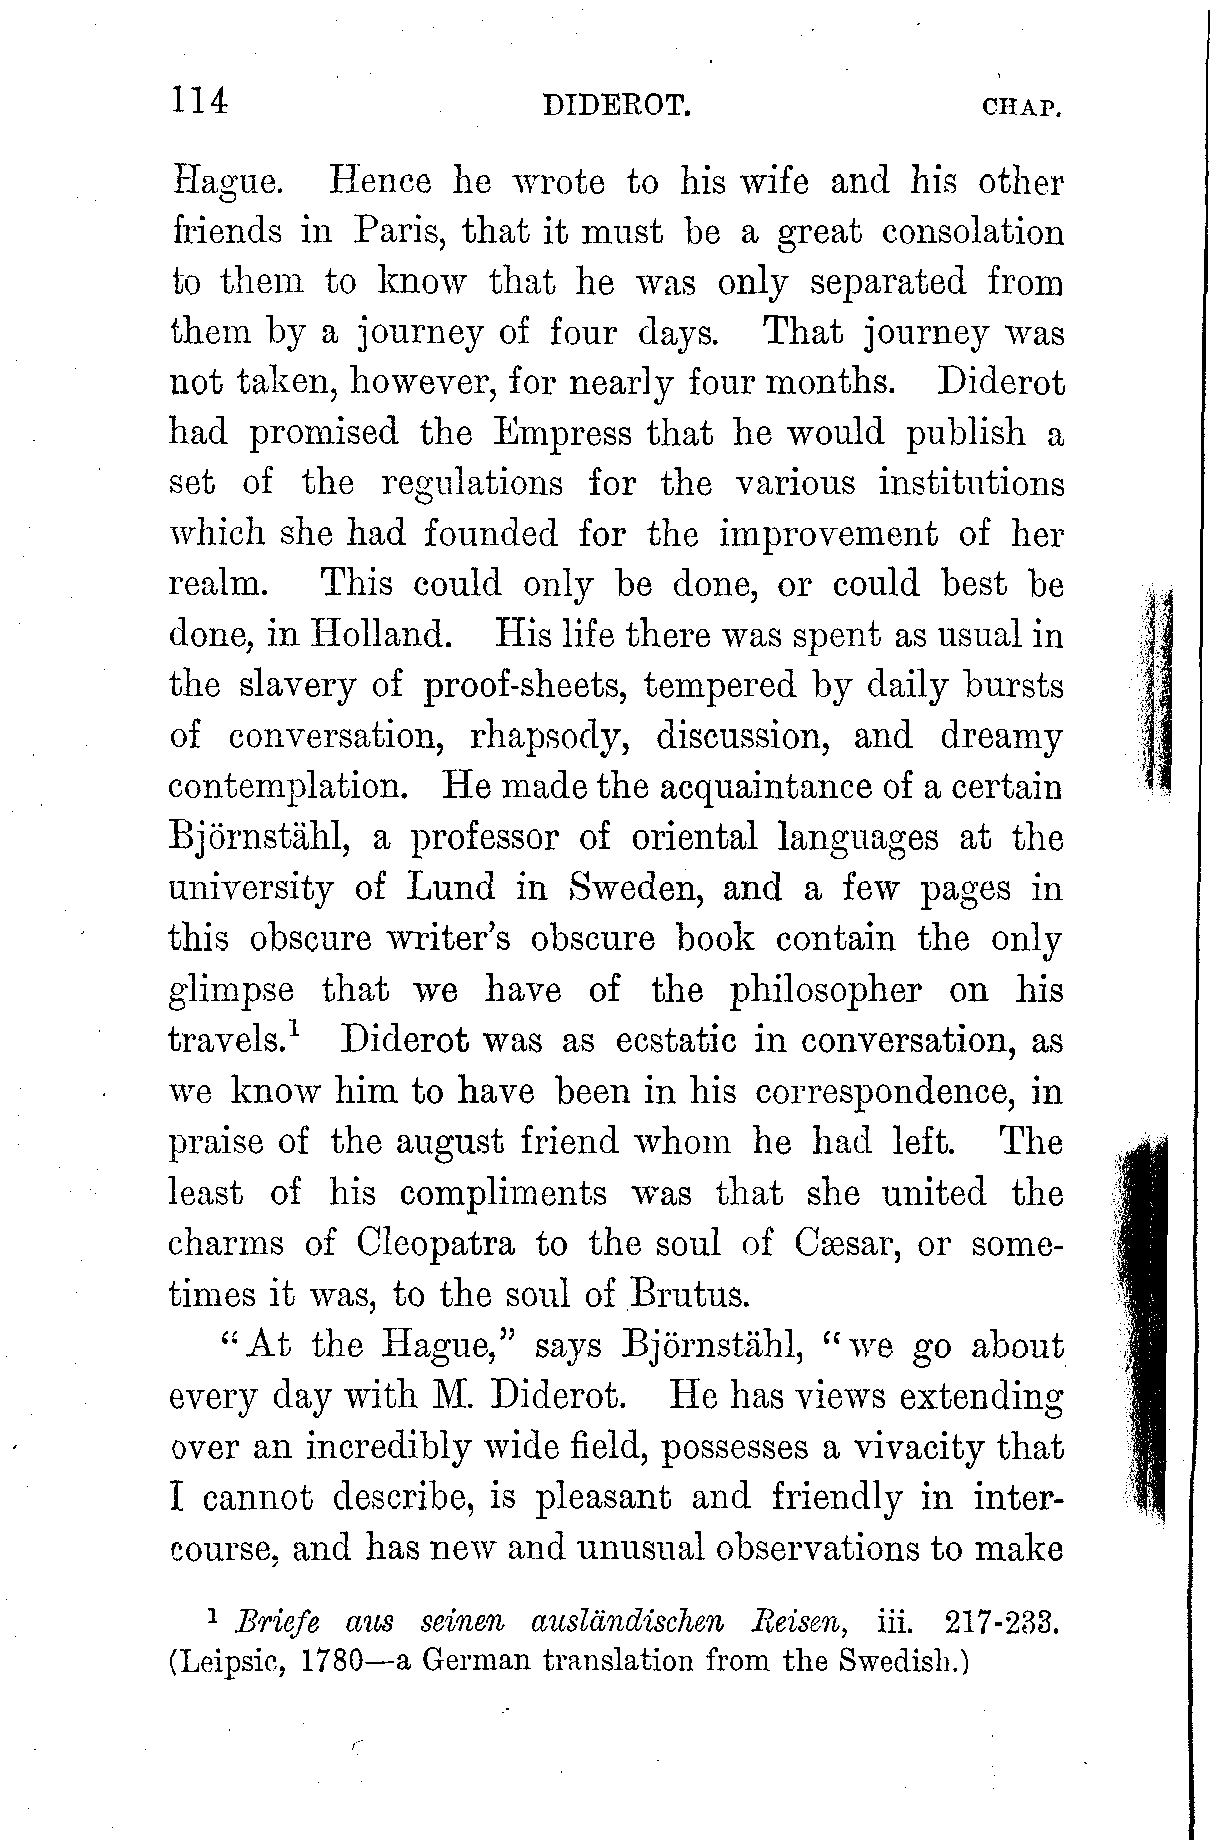 114 DIDEROT. CHAP.
Hague. Hence he wrote to his wife and his other
friends in Paris, that it must be a great consolation
to them to know that he was only separated from
them by a journey of four days. That journey was
not taken, however, for nearly four months. Diderot
had promised the Empress that he would publish a
set of the regulations for the various institutions
which she had founded for the improvement of her
realm. This could only be done, or could best be
done, in Holland. His life there was spent as usual in
the slavery of proof-sheets, tempered by daily bursts
of conversation, rhapsody, discussion, and dreamy
contemplation. He made the acquaintance of a certain
Björnståhl, a professor of oriental languages at the
university of Lund in Sweden, and a few pages in
this obscure writer's obscure book contain the only
glimpse that we have of the philosopher on his
travels.¹ Diderot was as ecstatic in conversation, as
we know him to have been in his correspondence, in
praise of the august friend whom he had left. The
least of his compliments was that she united the
charms of Cleopatra to the soul of Cæsar, or some-
times it was, to the soul of Brutus.
"At the Hague," says Björnstähl, "we go about
every day with M. Diderot. He has views extending
over an incredibly wide field, possesses a vivacity that
I cannot describe, is pleasant and friendly in inter-
course, and has new and unusual observations to make
¹ Briefe aus seinen ausländischen Reisen, iii. 217-233.
(Leipsic, 1780—a German translation from the Swedish.)